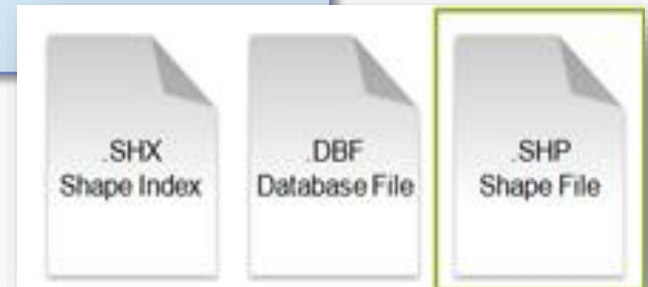 .SHX
Shape Index
.DBF
Database File
.SHP
Shape File